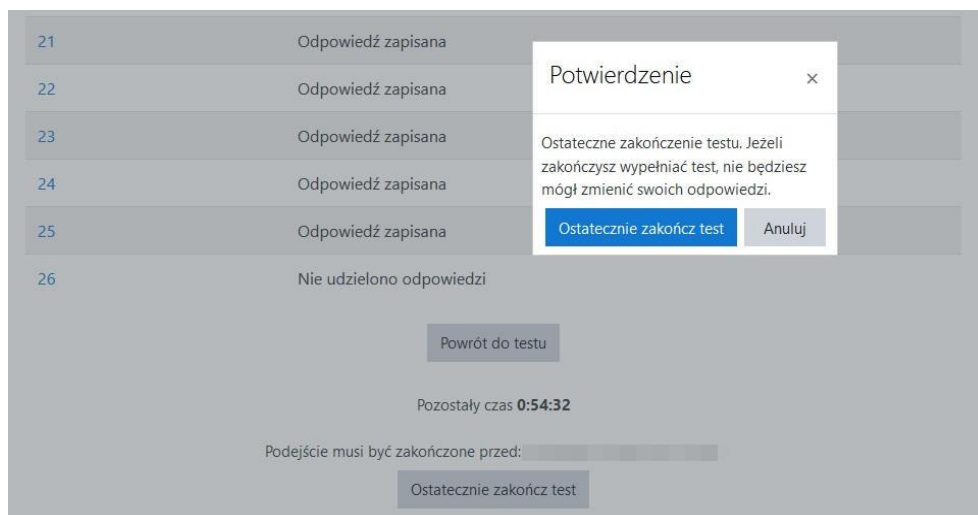 21 Odpowiedź zapisana
22 Odpowiedź zapisana
23 Odpowiedź zapisana
24 Odpowiedź zapisana
25 Odpowiedź zapisana
26 Nie udzielono odpowiedzi
Potwierdzenie ×
Ostateczne zakończenie testu. Jeżeli
zakończysz wypełniać test, nie będziesz
mógł zmienić swoich odpowiedzi.
Ostatecznie zakończ test Anuluj
Powrót do testu
Pozostały czas 0:54:32
Podejście musi być zakończone przed:
Ostatecznie zakończ test